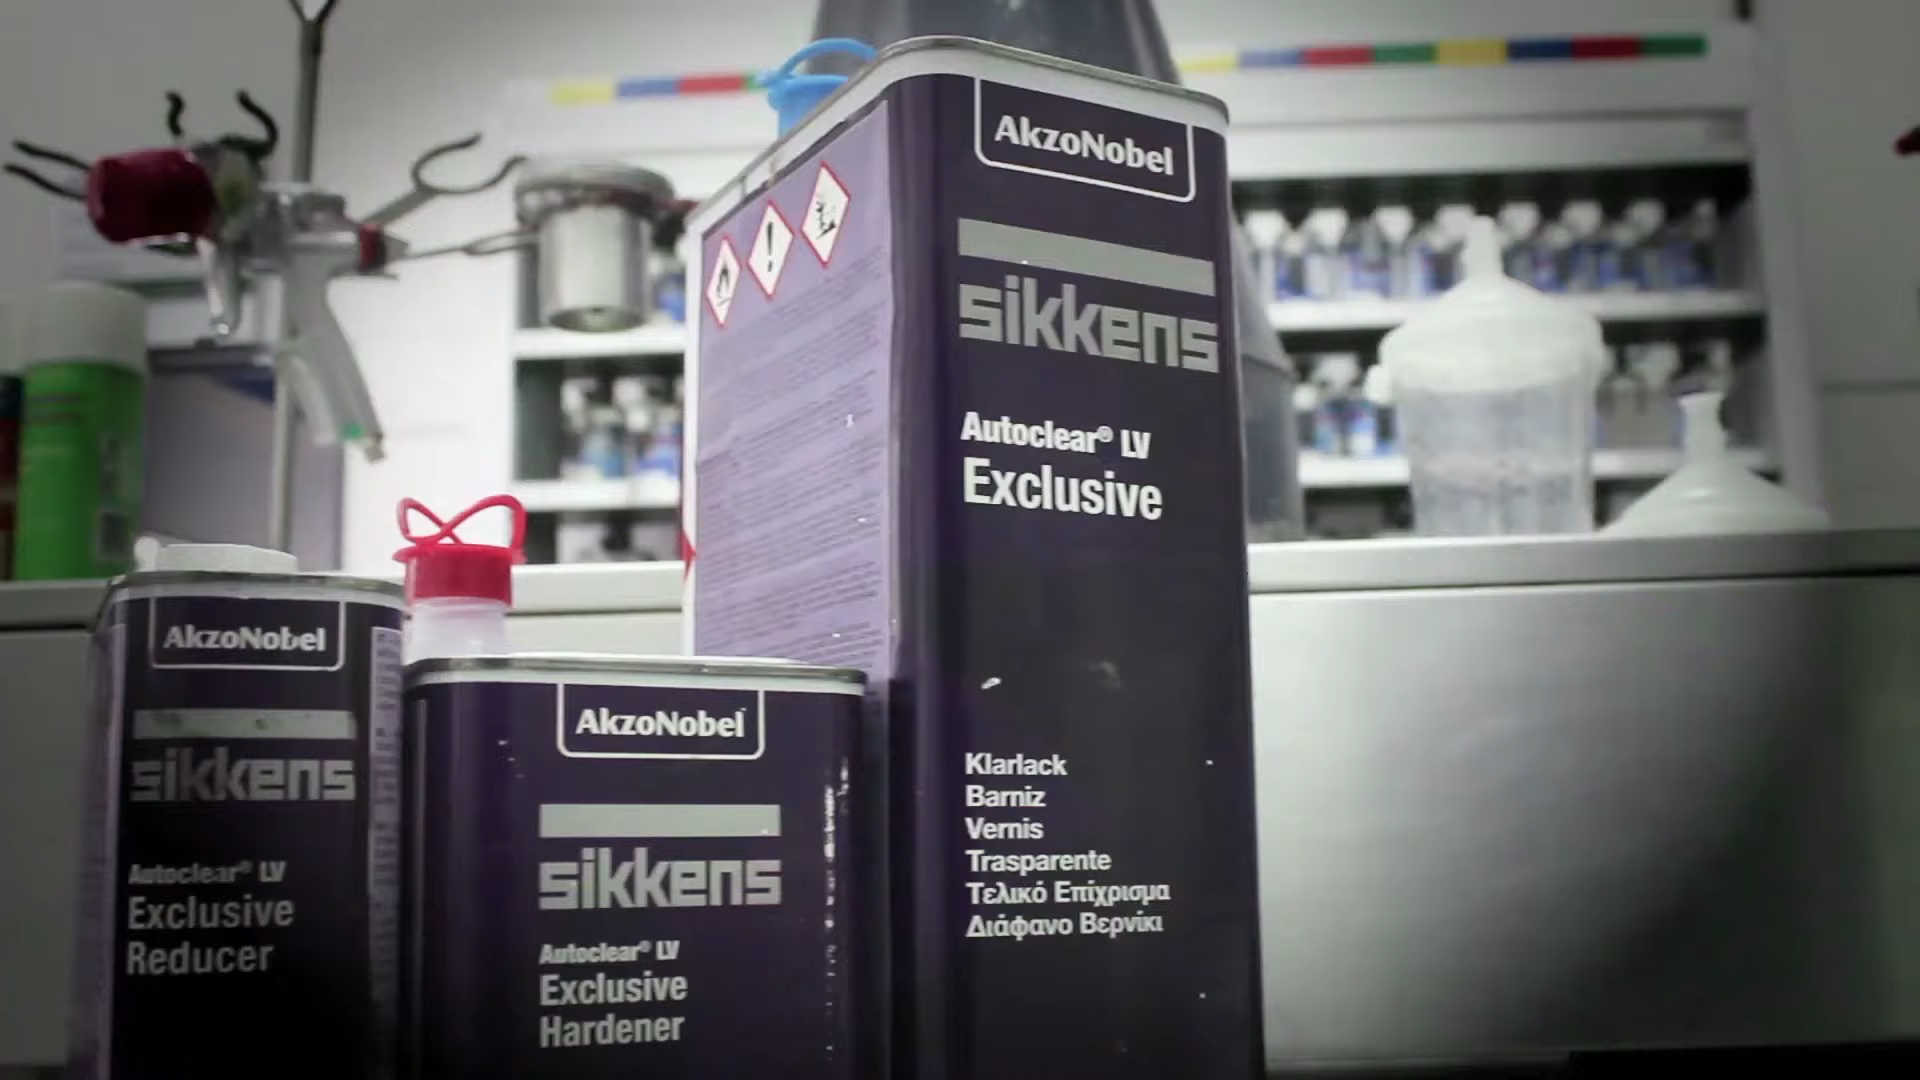 AkzoNobel
sikkens
Autoclear® LV
Exclusive
Klarlack
Barniz
Vernis
Trasparente
Τελικό Επίχρισμα
Διάφανο Βερνίκι
AkzoNobel
sikkens
Autoclear® LV
Exclusive
Reducer
AkzoNobel
sikkens
Autoclear® LV
Exclusive
Hardener